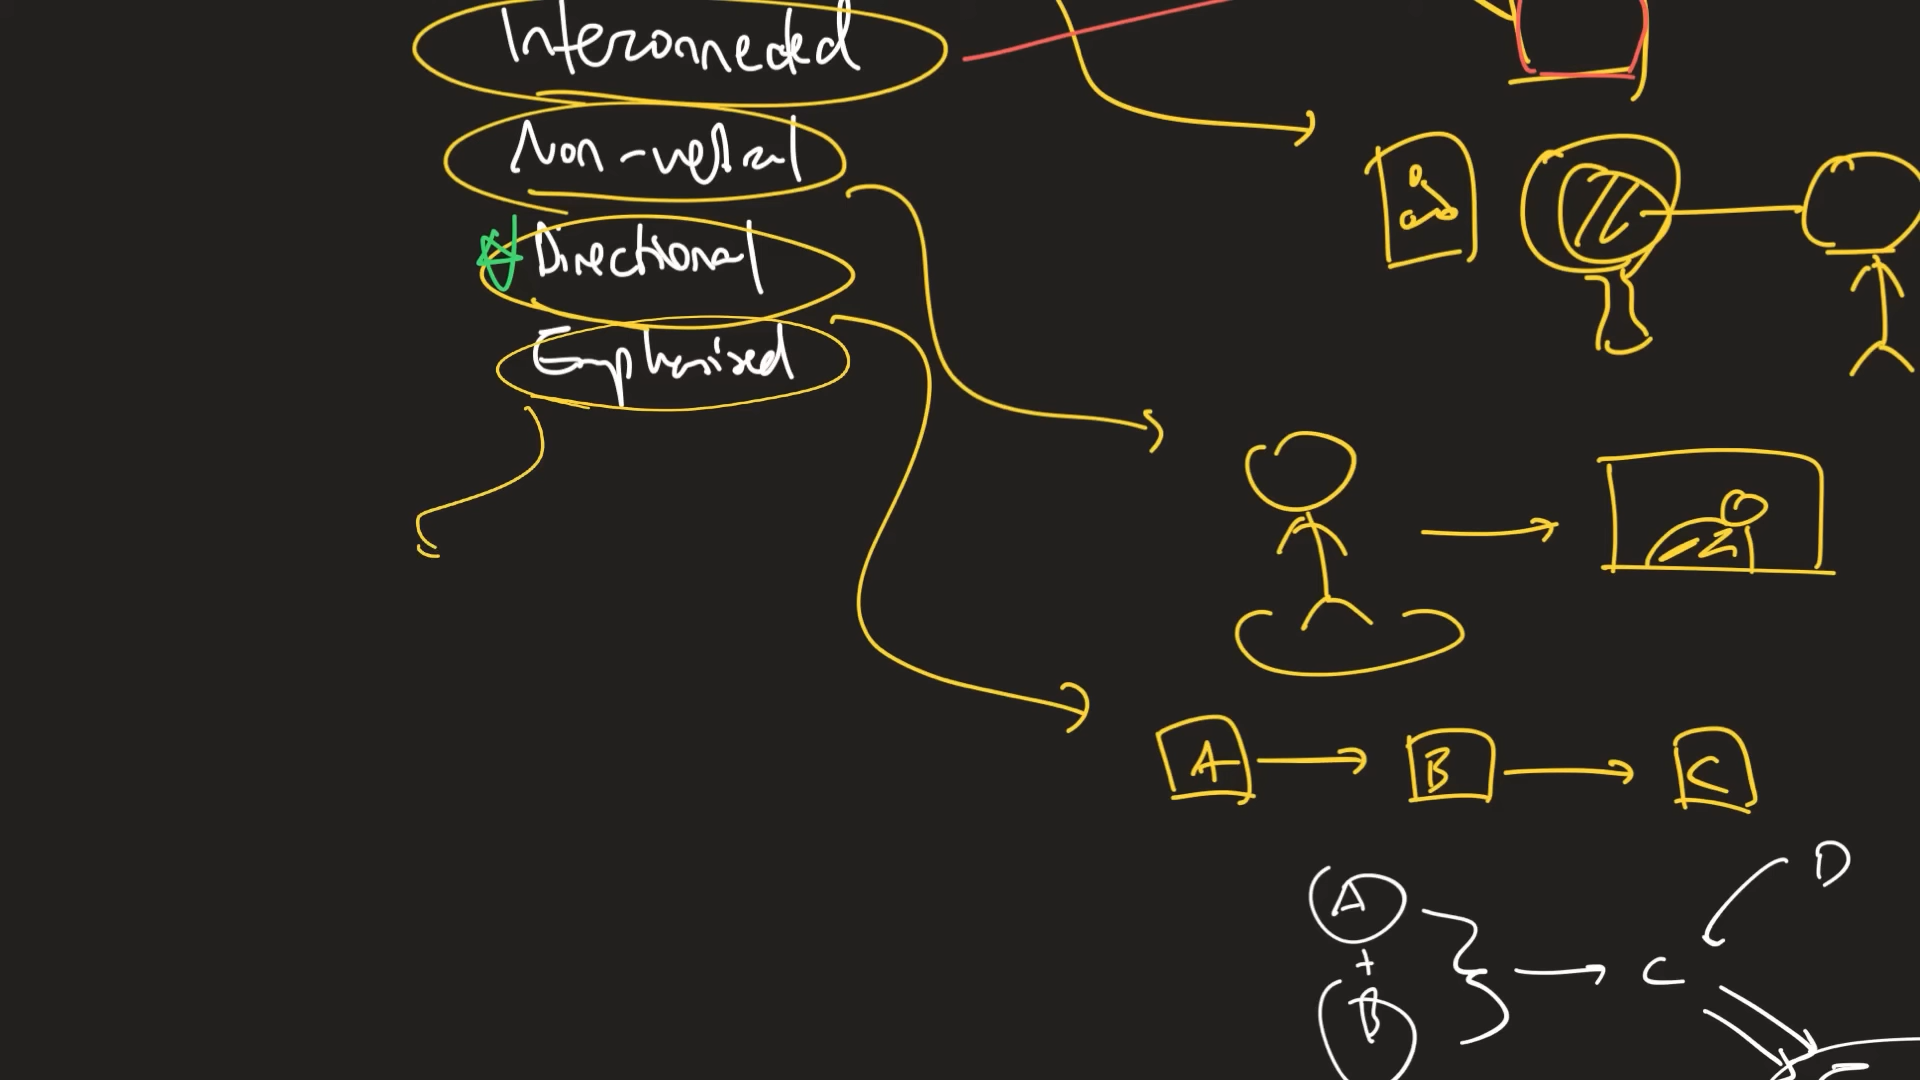 Interconnected
Non-verbal
Directional
Emphasised
A B C
D
A
+
C
B